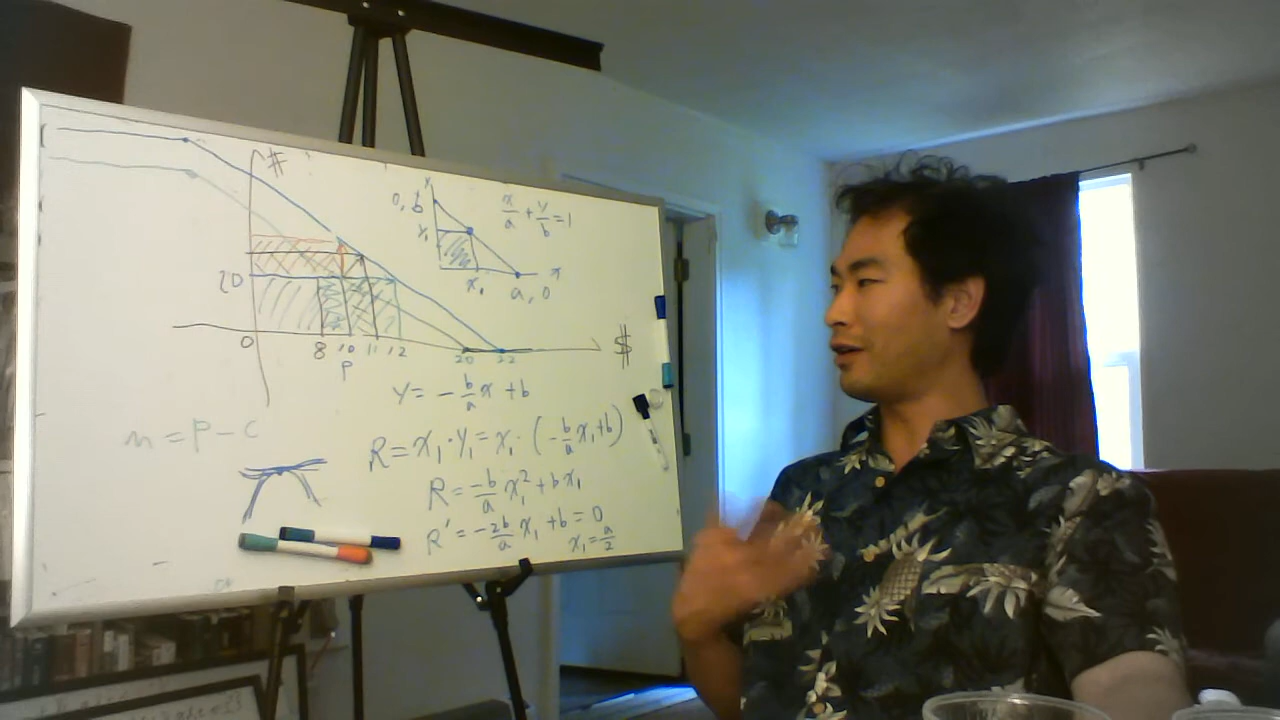 $
y
0, b
x/a + y/b = 1
y₁
x
x₁
a, 0
20
0
8 10 11 12 20 22
$
P
y = -b/a x + b
m = P - C
R = x₁ · y₁ = x₁ · (-b/a x₁ + b)
R = -b/a x₁² + b x₁
R' = -2b/a x₁ + b = 0
x₁ = a/2